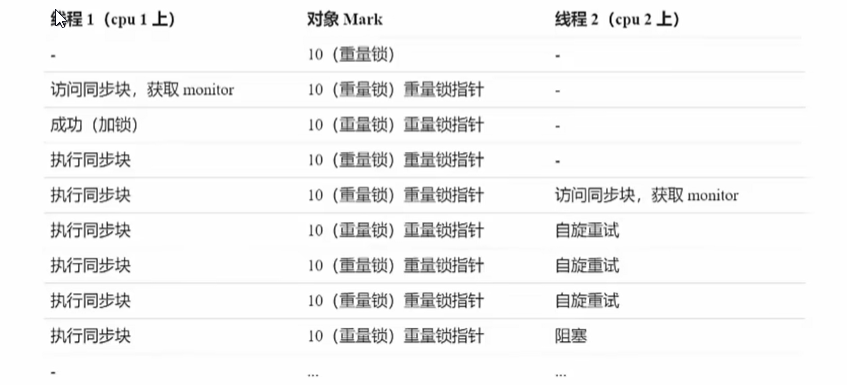 线程 1（cpu 1 上） 对象 Mark 线程 2（cpu 2 上）
- 10（重量锁） -
访问同步块，获取 monitor 10（重量锁）重量锁指针 -
成功（加锁） 10（重量锁）重量锁指针 -
执行同步块 10（重量锁）重量锁指针 -
执行同步块 10（重量锁）重量锁指针 访问同步块，获取 monitor
执行同步块 10（重量锁）重量锁指针 自旋重试
执行同步块 10（重量锁）重量锁指针 自旋重试
执行同步块 10（重量锁）重量锁指针 自旋重试
执行同步块 10（重量锁）重量锁指针 阻塞
- ... ...